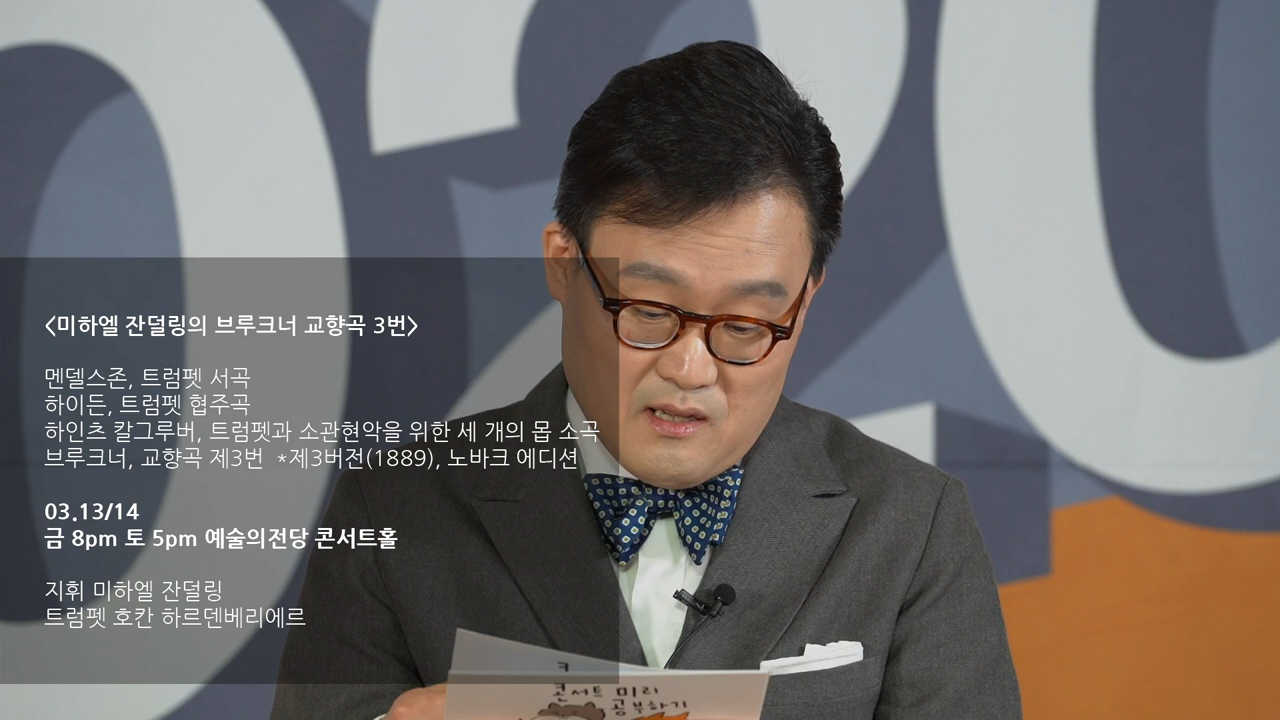 <미하엘 잔덜링의 브루크너 교향곡 3번>
멘델스존, 트럼펫 서곡
하이든, 트럼펫 협주곡
하인츠 칼그루버, 트럼펫과 소관현악을 위한 세 개의 몹 소곡
브루크너, 교향곡 제3번 *제3버전(1889), 노바크 에디션
03.13/14
금 8pm 토 5pm 예술의전당 콘서트홀
지휘 미하엘 잔덜링
트럼펫 호칸 하르덴베리에르
콘서트 미리
공부하기